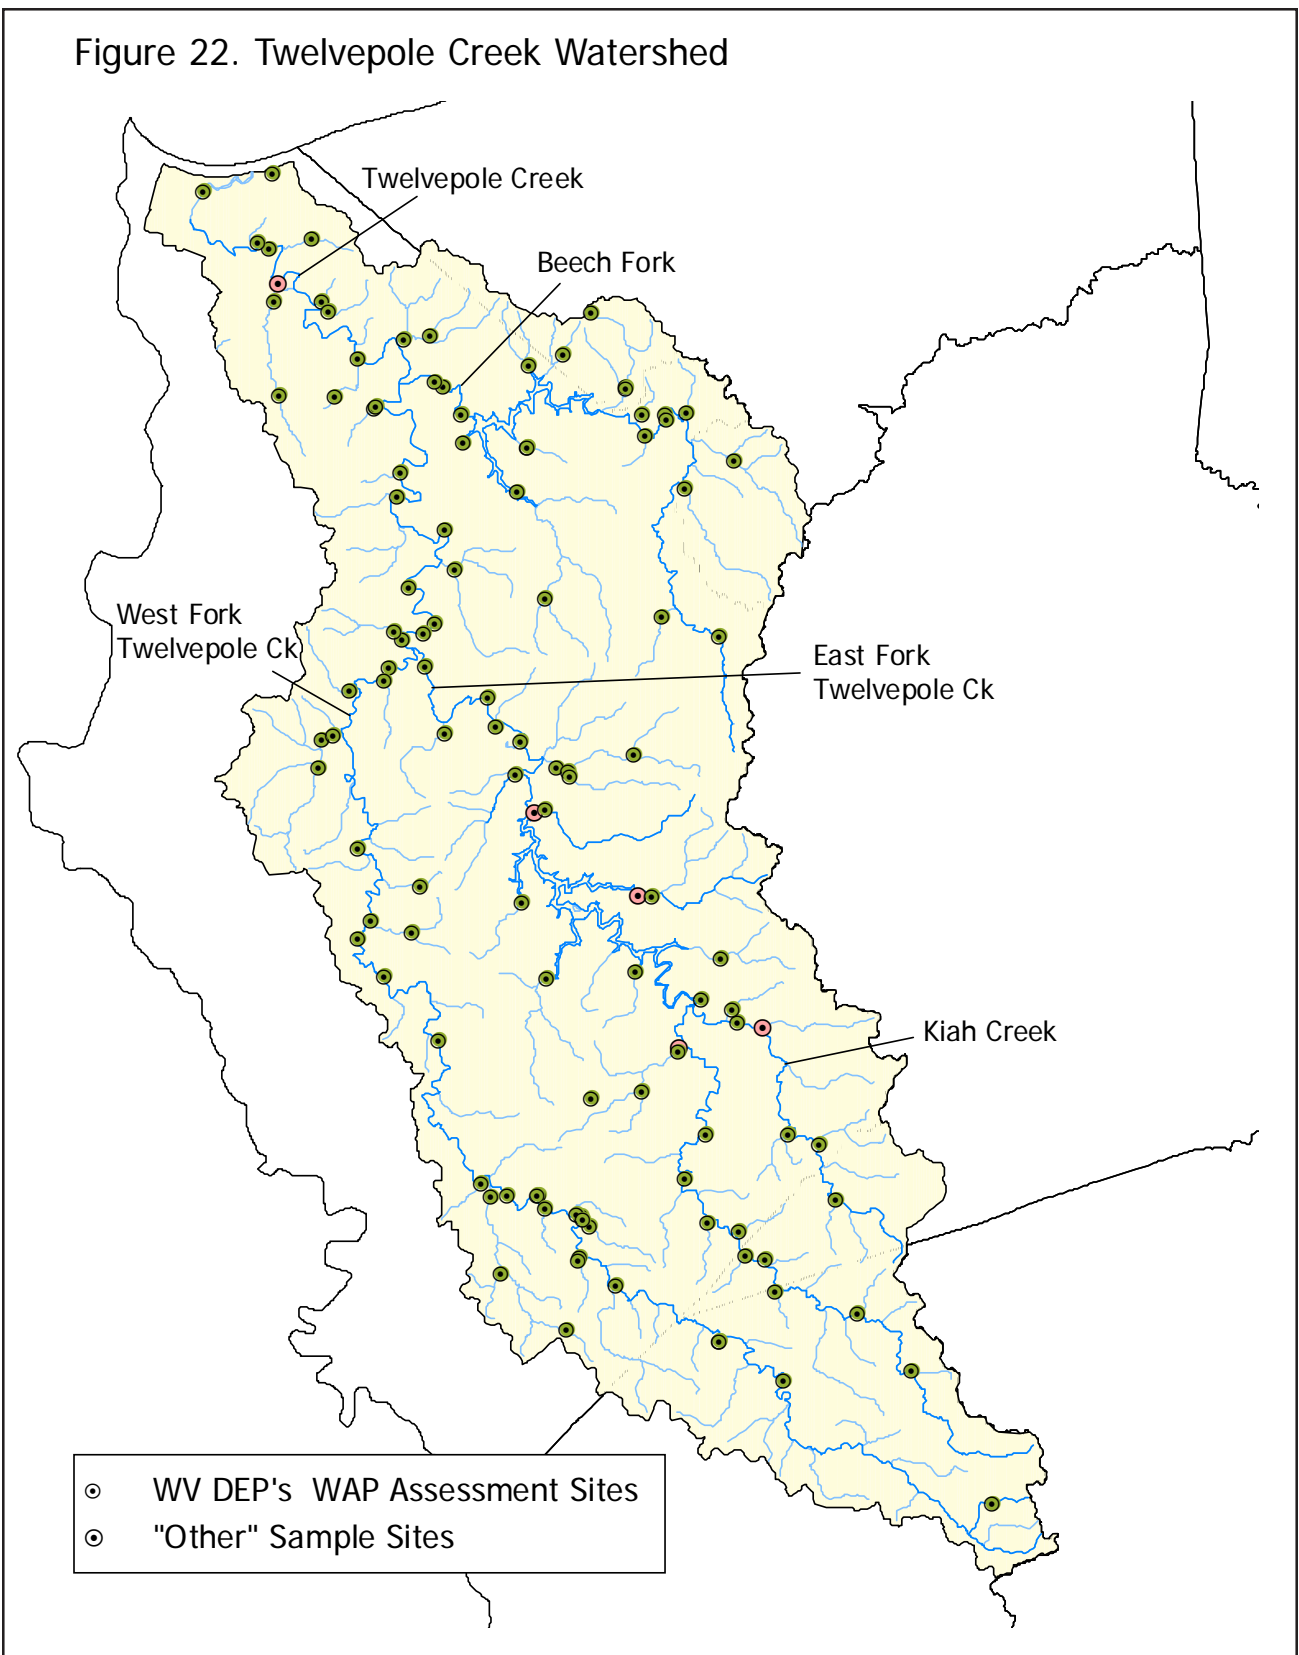 Figure 22. Twelvepole Creek Watershed
Twelvepole Creek
Beech Fork
West Fork
Twelvepole Ck
East Fork
Twelvepole Ck
Kiah Creek
WV DEP's WAP Assessment Sites
"Other" Sample Sites